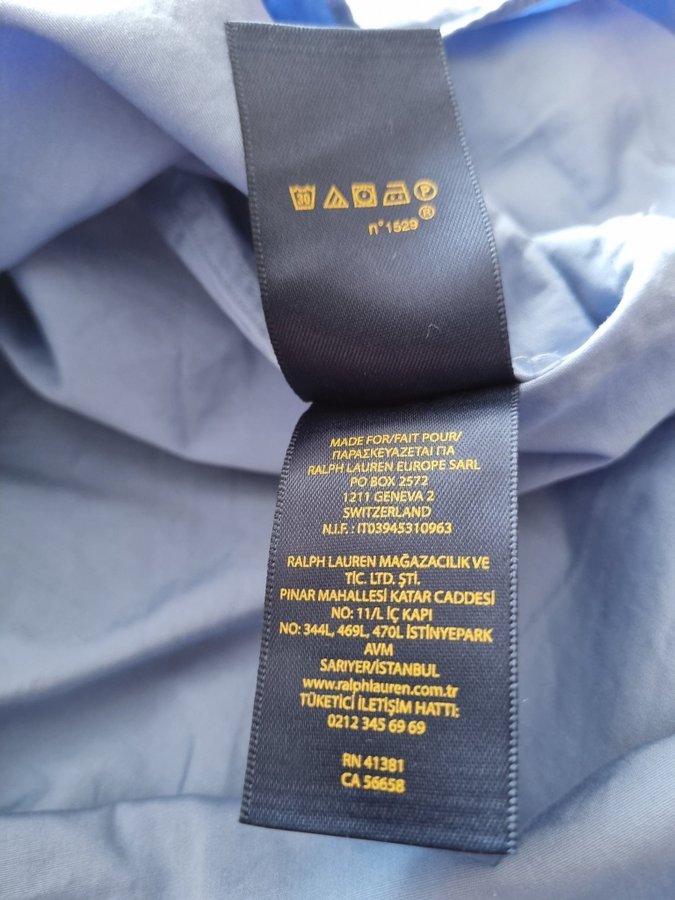 30
P
n°1529 ®
MADE FOR/FAIT POUR/
ΠΑΡΑΣΚΕΥΑΖΕΤΑΙ ΓΙΑ
RALPH LAUREN EUROPE SARL
PO BOX 2572
1211 GENEVA 2
SWITZERLAND
N.I.F. : IT03945310963
RALPH LAUREN MAĞAZACILIK VE
TİC. LTD. ŞTİ.
PINAR MAHALLESİ KATAR CADDESİ
NO: 11/L İÇ KAPI
NO: 344L, 469L, 470L İSTİNYEPARK
AVM
SARIYER/İSTANBUL
www.ralphlauren.com.tr
TÜKETİCİ İLETİŞİM HATTI:
0212 345 69 69
RN 41381
CA 56658